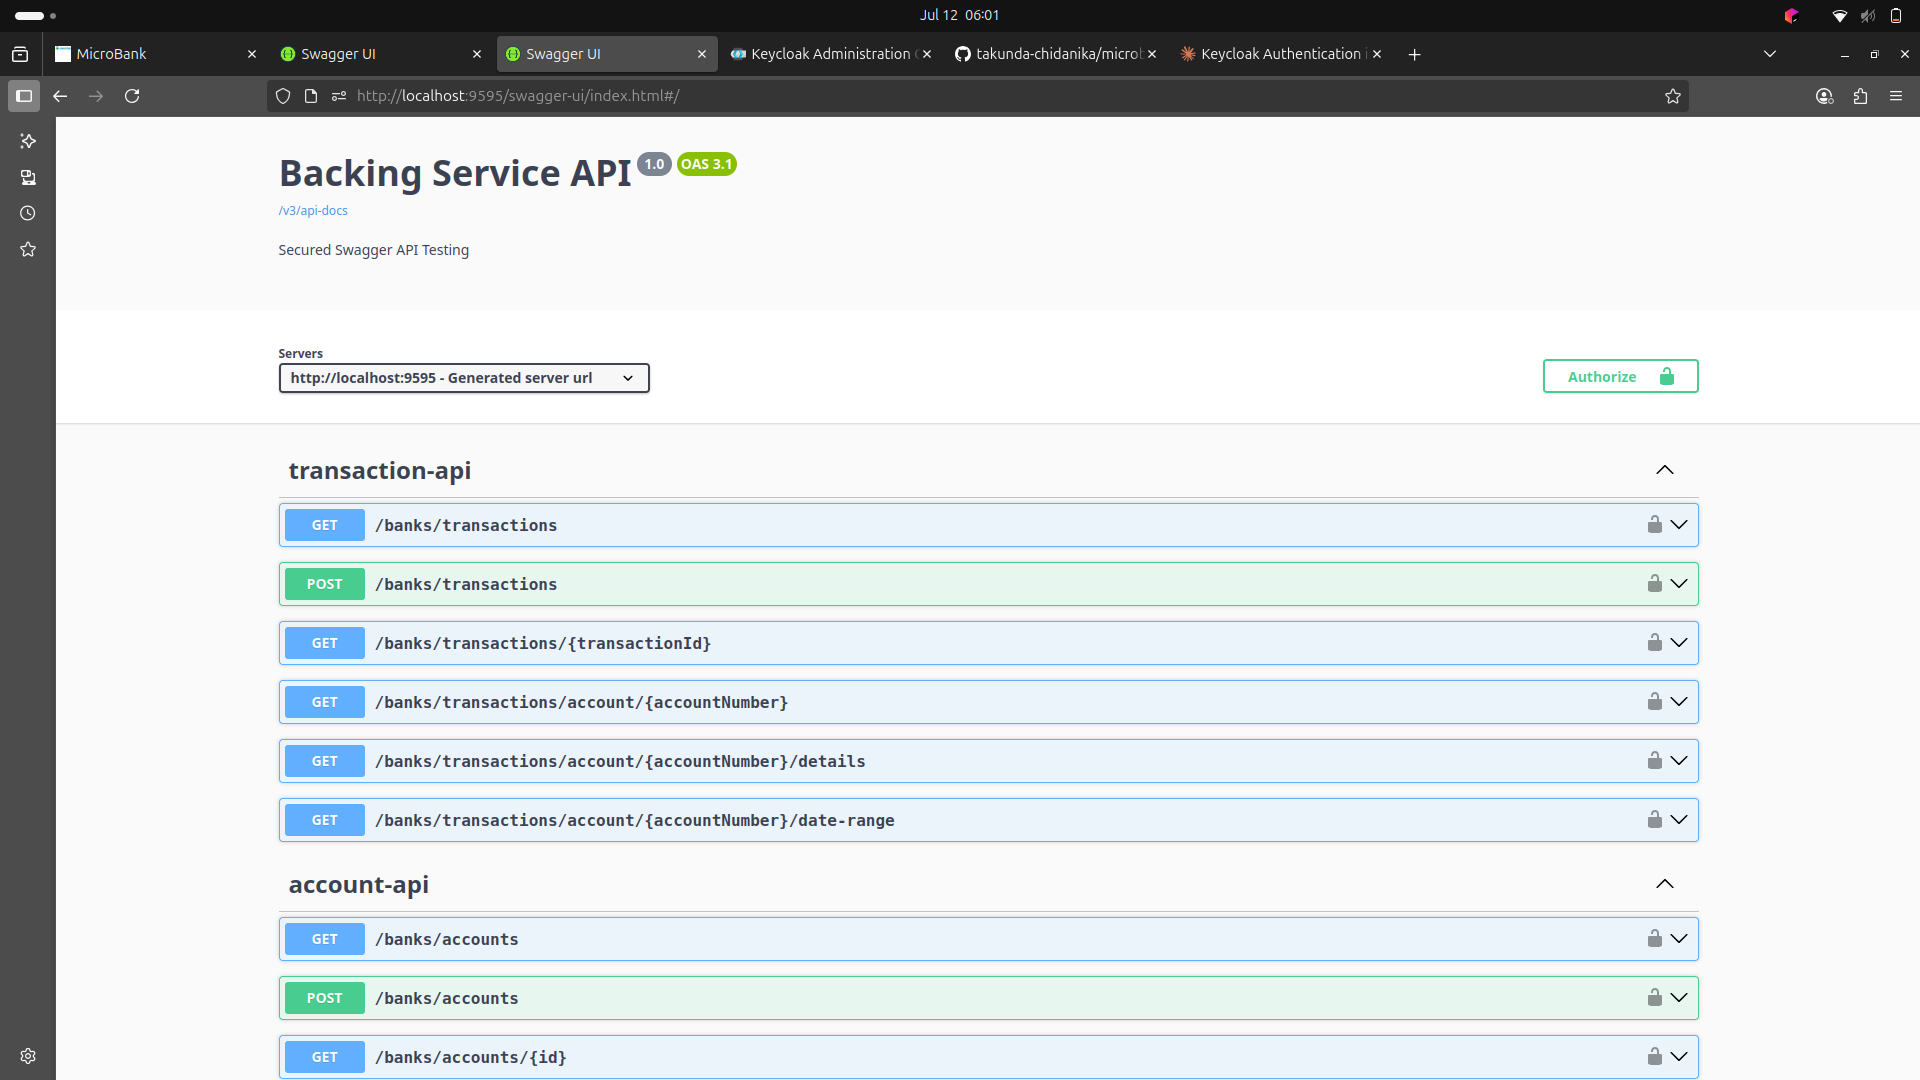 Jul 12 06:01
MicroBank
Swagger UI
Swagger UI
Keycloak Administration
takunda-chidanika/microb
Keycloak Authentication
http://localhost:9595/swagger-ui/index.html#/
Backing Service API 1.0 OAS 3.1
/v3/api-docs
Secured Swagger API Testing
Servers
http://localhost:9595 - Generated server url
Authorize
transaction-api
GET /banks/transactions
POST /banks/transactions
GET /banks/transactions/{transactionId}
GET /banks/transactions/account/{accountNumber}
GET /banks/transactions/account/{accountNumber}/details
GET /banks/transactions/account/{accountNumber}/date-range
account-api
GET /banks/accounts
POST /banks/accounts
GET /banks/accounts/{id}